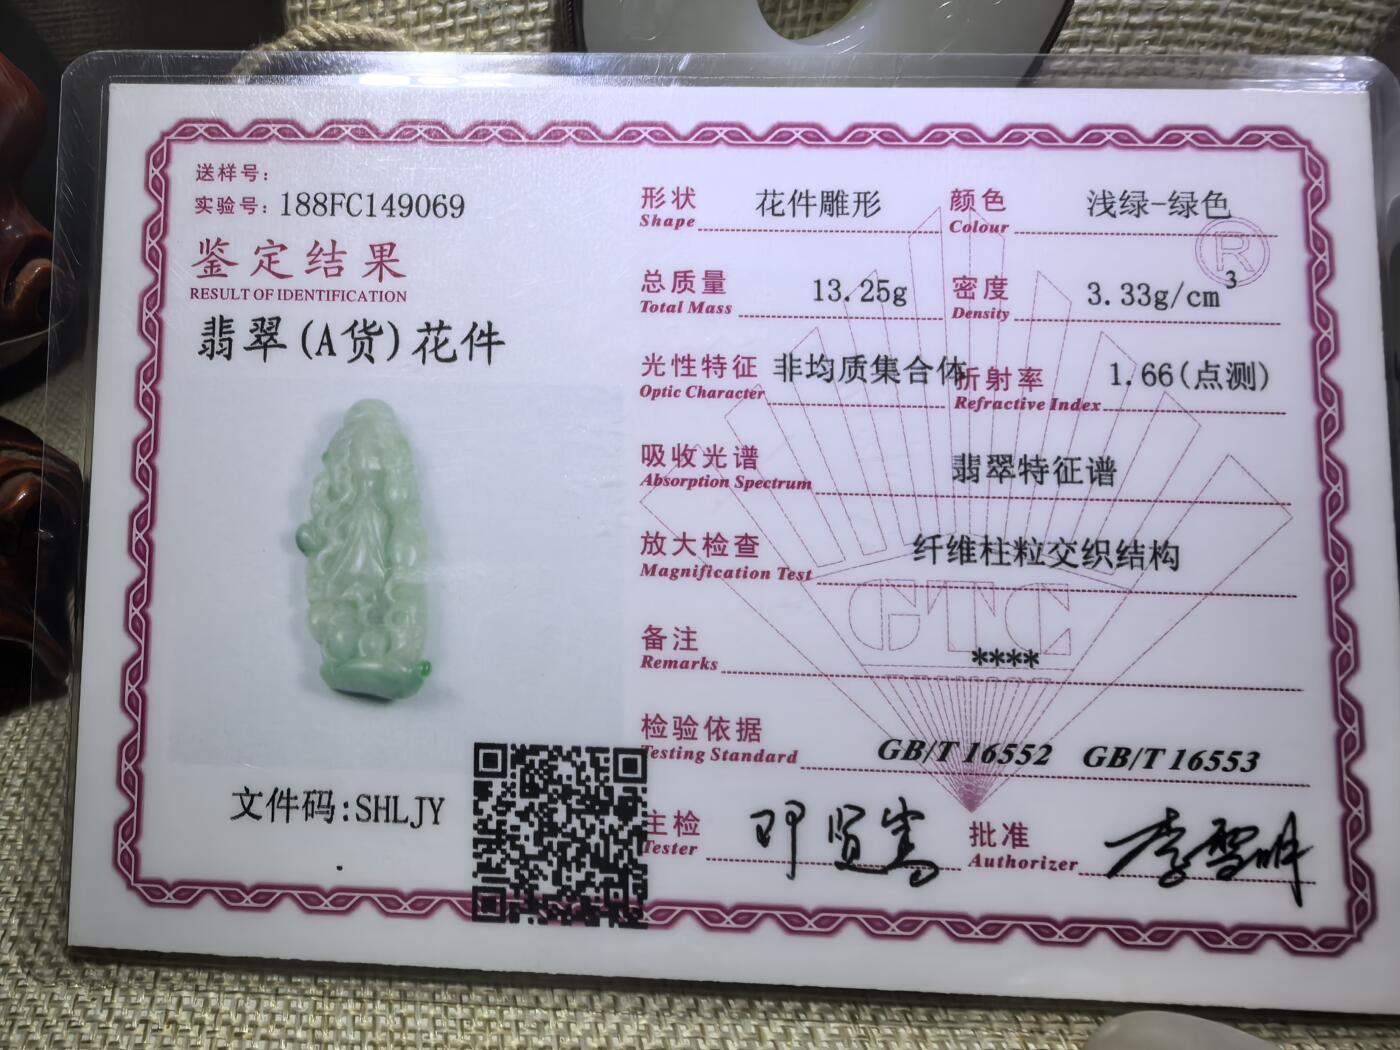 送样号：
实验号：188FC149069
鉴定结果
RESULT OF IDENTIFICATION
翡翠(A货)花件
文件码:SHLJY
形状 花件雕形 颜色 浅绿-绿色
Shape Colour
®
总质量 13.25g 密度 3.33g/cm³
Total Mass Density
光性特征 非均质集合体 折射率 1.66(点测)
Optic Character Refractive Index
吸收光谱 翡翠特征谱
Absorption Spectrum
放大检查 纤维柱粒交织结构
Magnification Test
GTC
备注 ****
Remarks
检验依据 GB/T 16552 GB/T 16553
Testing Standard
主检 批准
Tester Authorizer